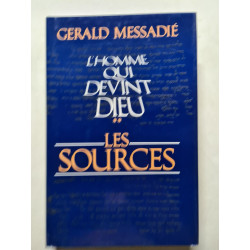 GERALD MESSADIÉ
L'HOMME
QUI
DEVINT
DIEU
**
LES
SOURCES